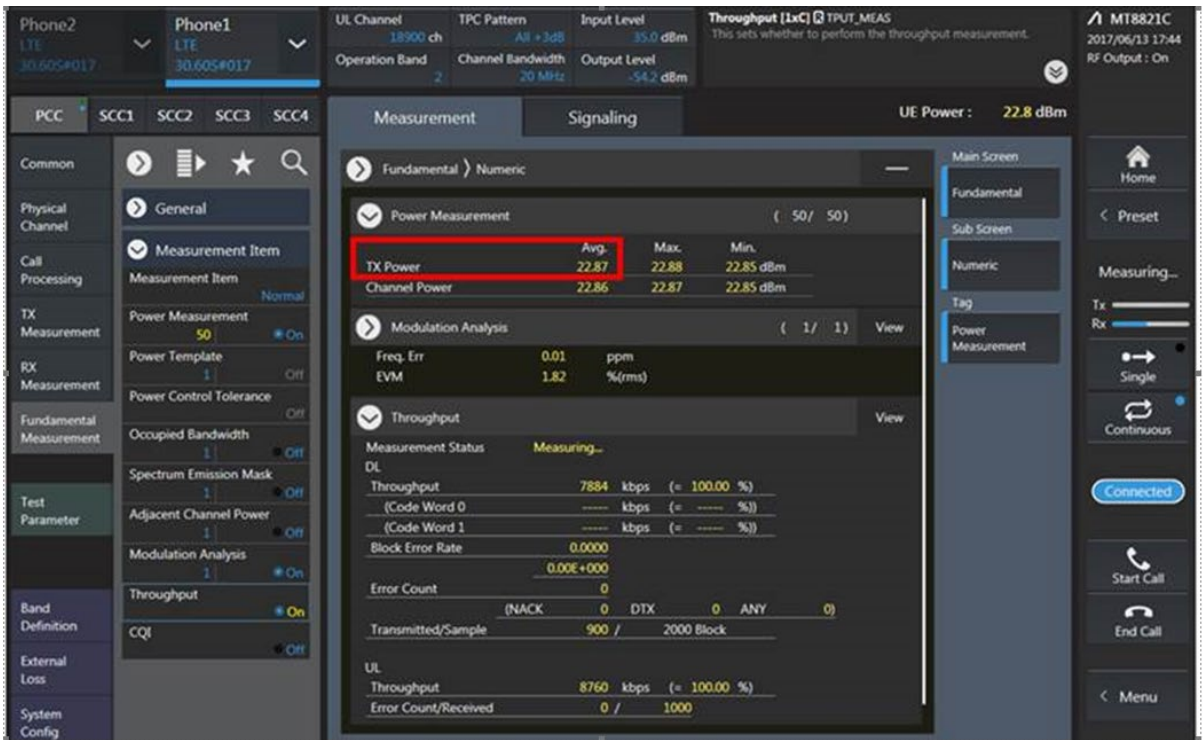 Phone2
LTE
30.60S#017
Phone1
LTE
30.60S#017
UL Channel
18900 ch
TPC Pattern
All +3dB
Input Level
35.0 dBm
Operation Band
2
Channel Bandwidth
20 MHz
Output Level
-54.2 dBm
Throughput [1xC] R TPUT_MEAS
This sets whether to perform the throughput measurement.
MT8821C
2017/06/13 17:44
RF Output : On
PCC SCC1 SCC2 SCC3 SCC4
Measurement Signaling
UE Power : 22.8 dBm
Common
Physical
Channel
Call
Processing
TX
Measurement
RX
Measurement
Fundamental
Measurement
Test
Parameter
Band
Definition
External
Loss
System
Config
General
Measurement Item
Measurement Item
Normal
Power Measurement
50 On
Power Template
1 Off
Power Control Tolerance
Off
Occupied Bandwidth
1 Off
Spectrum Emission Mask
1 Off
Adjacent Channel Power
1 Off
Modulation Analysis
1 On
Throughput
On
CQI
Off
Fundamental 〉 Numeric
Power Measurement ( 50/ 50)
Avg. Max. Min.
TX Power 22.87 22.88 22.85 dBm
Channel Power 22.86 22.87 22.85 dBm
Modulation Analysis ( 1/ 1) View
Freq. Err 0.01 ppm
EVM 1.82 %(rms)
Throughput View
Measurement Status Measuring...
DL
Throughput 7884 kbps (= 100.00 %)
(Code Word 0 ----- kbps (= ----- %))
(Code Word 1 ----- kbps (= ----- %))
Block Error Rate 0.0000
0.00E+000
Error Count 0
(NACK 0 DTX 0 ANY 0)
Transmitted/Sample 900 / 2000 Block
UL
Throughput 8760 kbps (= 100.00 %)
Error Count/Received 0 / 1000
Main Screen
Fundamental
Sub Screen
Numeric
Tag
Power
Measurement
Home
< Preset
Measuring...
Tx
Rx
Single
Continuous
Connected
Start Call
End Call
< Menu